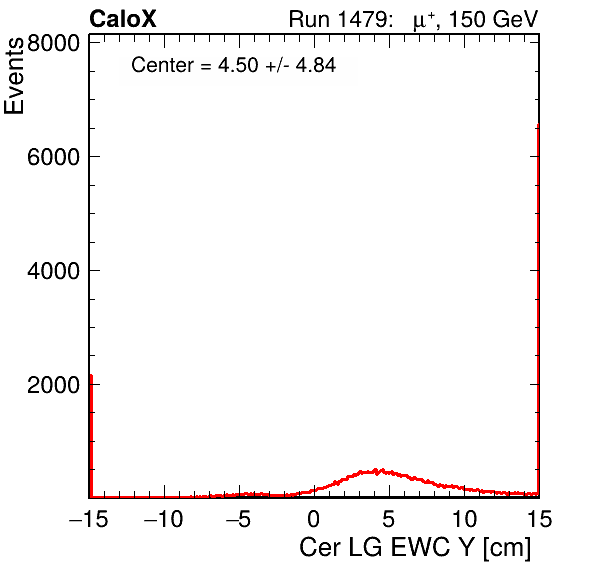 CaloX Run 1479: μ⁺, 150 GeV
Center = 4.50 +/- 4.84
Events
8000
6000
4000
2000
−15 −10 −5 0 5 10 15
Cer LG EWC Y [cm]